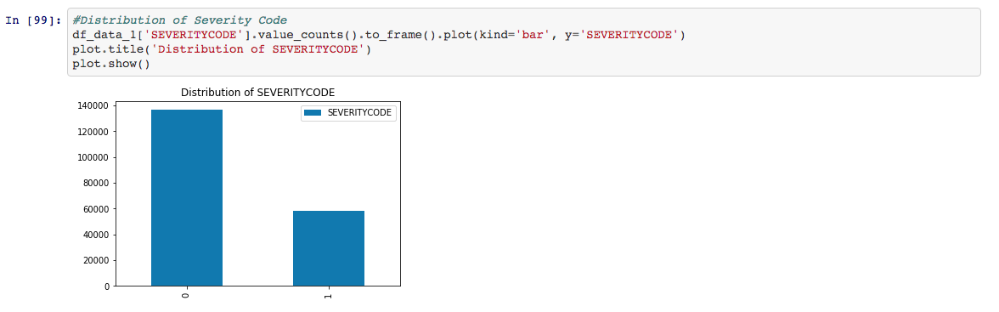 In [99]: #Distribution of Severity Code
df_data_1['SEVERITYCODE'].value_counts().to_frame().plot(kind='bar', y='SEVERITYCODE')
plot.title('Distribution of SEVERITYCODE')
plot.show()
Distribution of SEVERITYCODE
SEVERITYCODE
140000
120000
100000
80000
60000
40000
20000
0
0
1